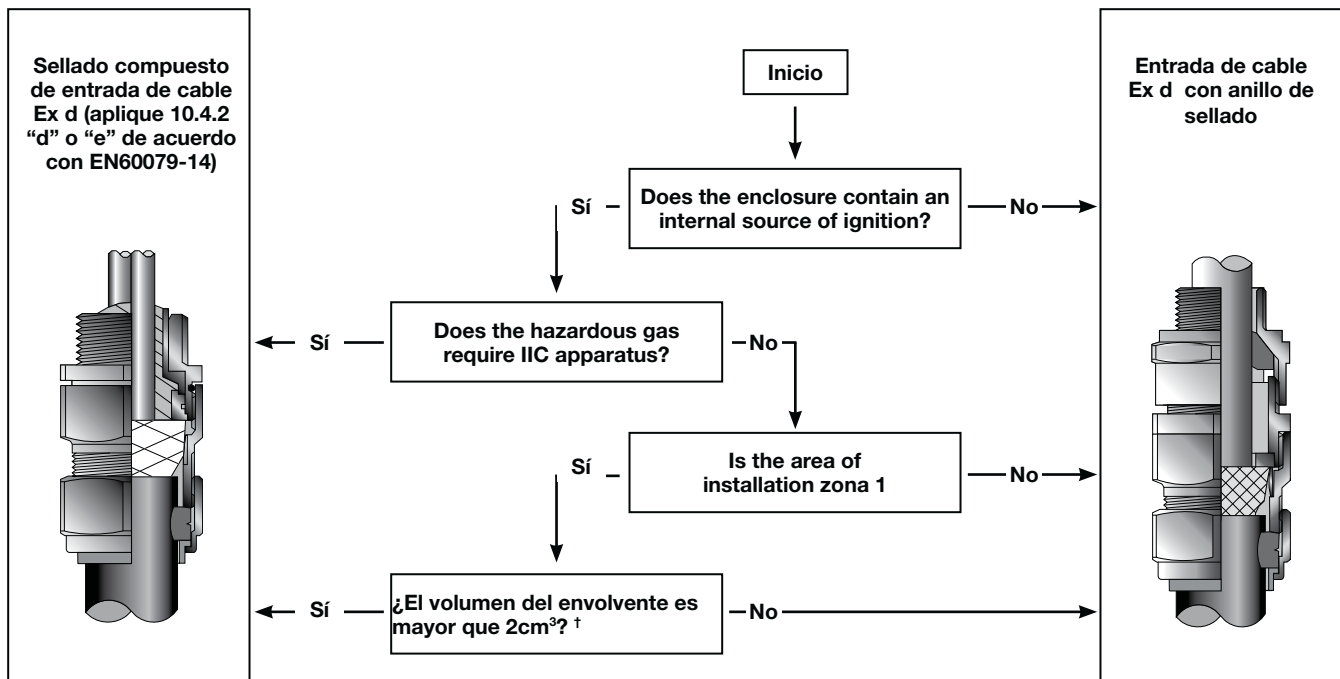 Sellado compuesto
de entrada de cable
Ex d (aplique 10.4.2
“d” o “e” de acuerdo
con EN60079-14)
Inicio
Entrada de cable
Ex d con anillo de
sellado
Does the enclosure contain an
internal source of ignition?
Sí
No
Does the hazardous gas
require IIC apparatus?
Sí
No
Is the area of
installation zona 1
Sí
No
¿El volumen del envolvente es
mayor que 2cm³? †
Sí
No